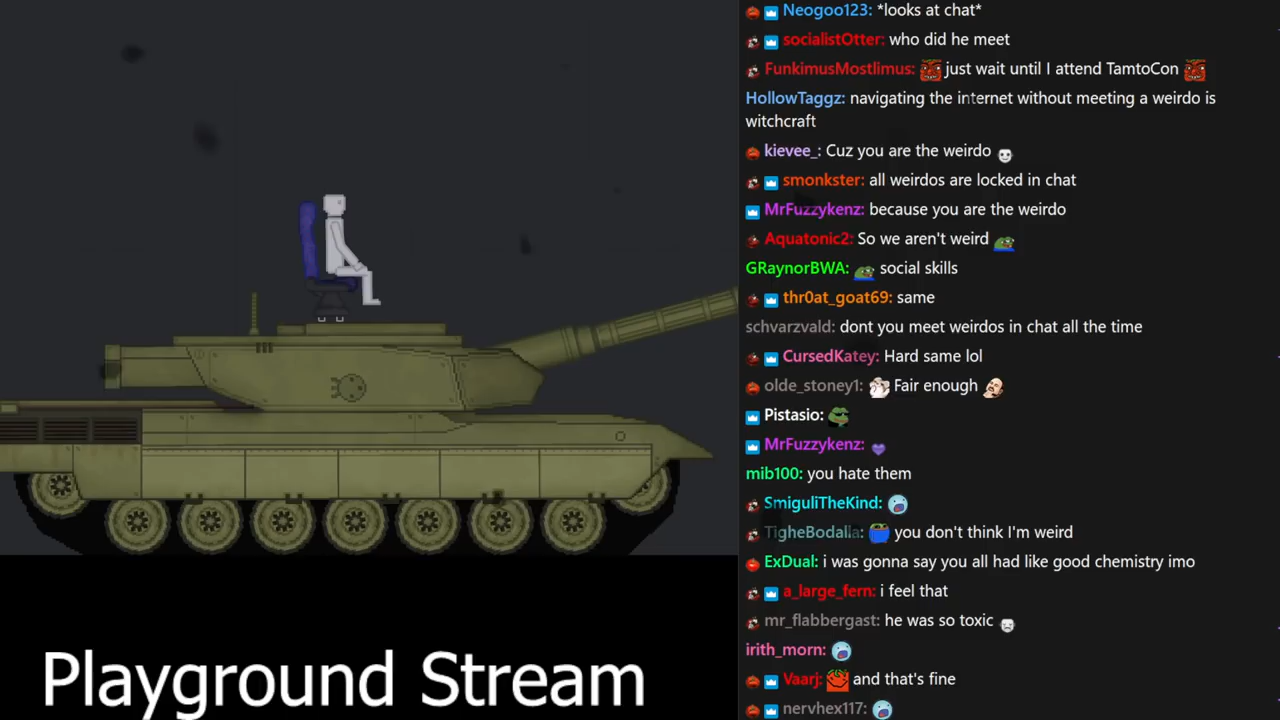 Neogoo123: *looks at chat*
socialistOtter: who did he meet
FunkimusMostlimus: just wait until I attend TamtoCon
HollowTaggz: navigating the internet without meeting a weirdo is
witchcraft
kievee_: Cuz you are the weirdo
smonkster: all weirdos are locked in chat
MrFuzzykenz: because you are the weirdo
Aquatonic2: So we aren't weird
GRaynorBWA: social skills
thr0at_goat69: same
schvarzvald: dont you meet weirdos in chat all the time
CursedKatey: Hard same lol
olde_stoney1: Fair enough
Pistasio:
MrFuzzykenz:
mib100: you hate them
SmiguliTheKind:
TigheBodalia: you don't think I'm weird
ExDual: i was gonna say you all had like good chemistry imo
a_large_fern: i feel that
mr_flabbergast: he was so toxic
irith_morn:
Vaarj: and that's fine
nervhex117:
Playground Stream